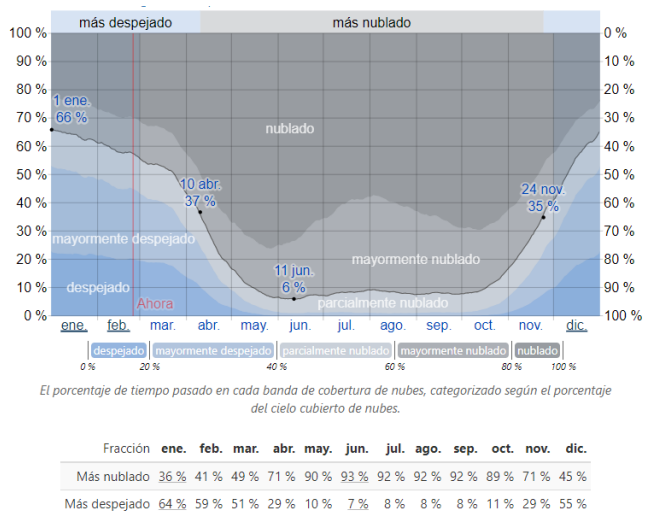 más despejado más nublado
100 % 0 %
90 % 10 %
80 % 20 %
70 % 30 %
60 % 40 %
50 % 50 %
40 % 60 %
30 % 70 %
20 % 80 %
10 % 90 %
0 % 100 %
1 ene.
66 %
nublado
10 abr.
37 %
24 nov.
35 %
mayormente despejado
11 jun.
6 %
mayormente nublado
despejado
Ahora
parcialmente nublado
ene. feb. mar. abr. may. jun. jul. ago. sep. oct. nov. dic.
despejado mayormente despejado parcialmente nublado mayormente nublado nublado
0 % 20 % 40 % 60 % 80 % 100 %
El porcentaje de tiempo pasado en cada banda de cobertura de nubes, categorizado según el porcentaje
del cielo cubierto de nubes.
Fracción ene. feb. mar. abr. may. jun. jul. ago. sep. oct. nov. dic.
Más nublado 36 % 41 % 49 % 71 % 90 % 93 % 92 % 92 % 92 % 89 % 71 % 45 %
Más despejado 64 % 59 % 51 % 29 % 10 % 7 % 8 % 8 % 8 % 11 % 29 % 55 %